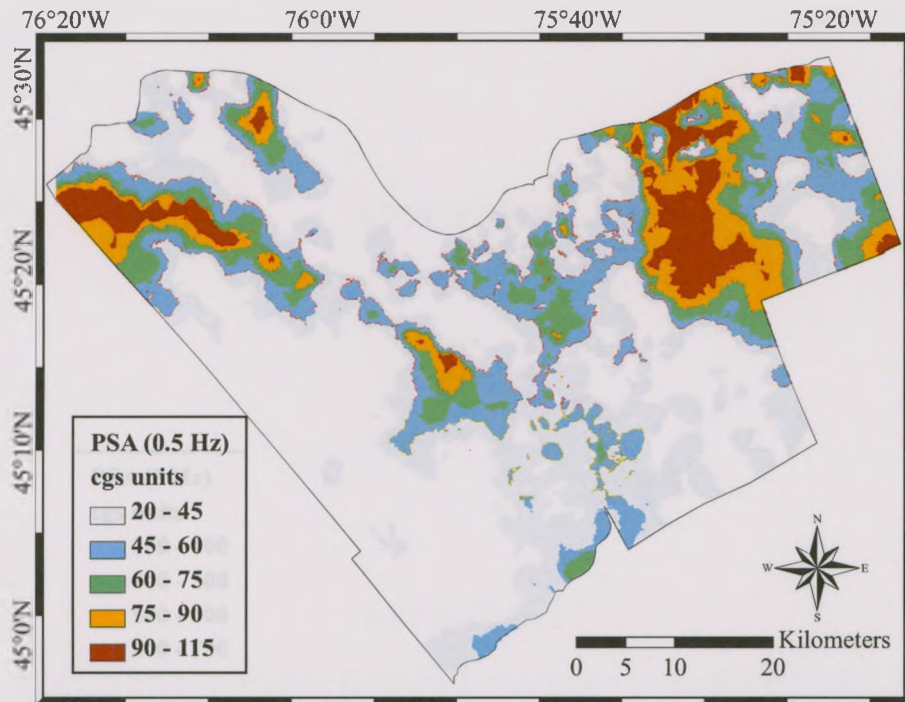 76°20'W 76°0'W 75°40'W 75°20'W
45°30'N
45°20'N
45°10'N
45°0'N
PSA (0.5 Hz)
cgs units
20 - 45
45 - 60
60 - 75
75 - 90
90 - 115
N
W E
S
Kilometers
0 5 10 20